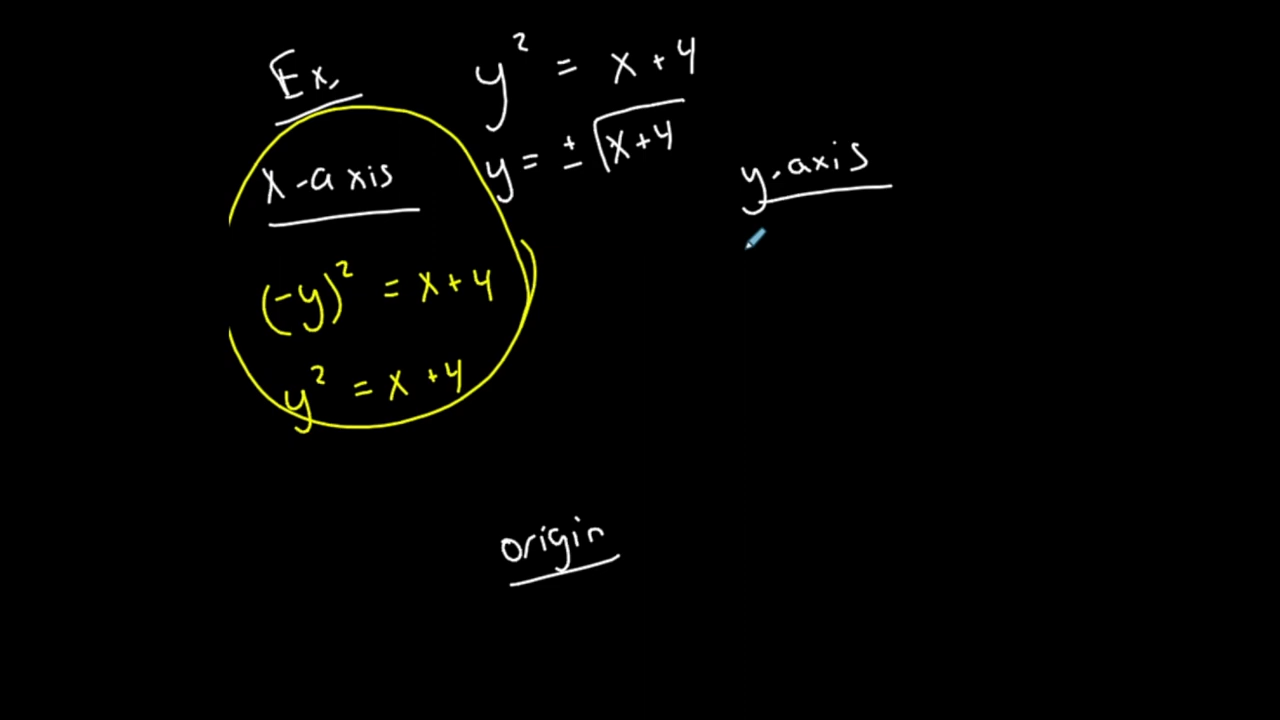 Ex.
y² = x + 4
y = ± √x + 4
x-axis
y-axis
(-y)² = x + 4
y² = x + 4
origin